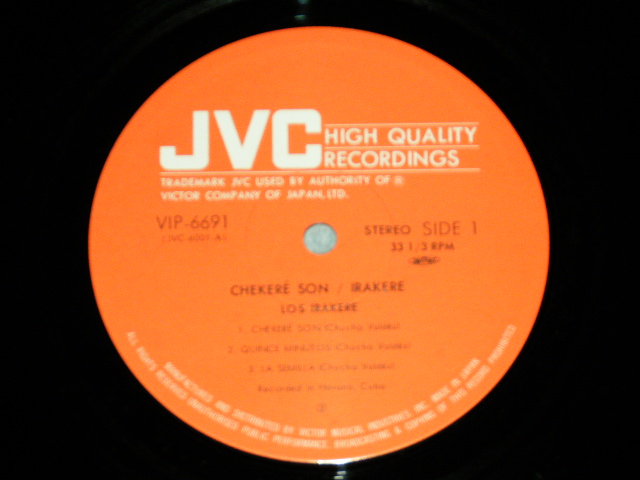 JVC
HIGH QUALITY
RECORDINGS
TRADEMARK JVC USED BY AUTHORITY OF
VICTOR COMPANY OF JAPAN, LTD.
VIP-6691
STEREO SIDE 1
33 1/3 RPM
CHEKERÉ SON / IRAKERE
LOS IRAKERE
1. CHEKERÉ SON (Chucho Valdés)
2. QUINCE MINUTOS (Chucho Valdés)
3. LA SEMILLA (Chucho Valdés)
Recorded in Havana, Cuba
MANUFACTURED AND DISTRIBUTED BY VICTOR MUSICAL INDUSTRIES, INC. MADE IN JAPAN
ALL RIGHTS RESERVED UNAUTHORIZED PUBLIC PERFORMANCE, BROADCASTING & COPYING OF THIS RECORD PROHIBITED